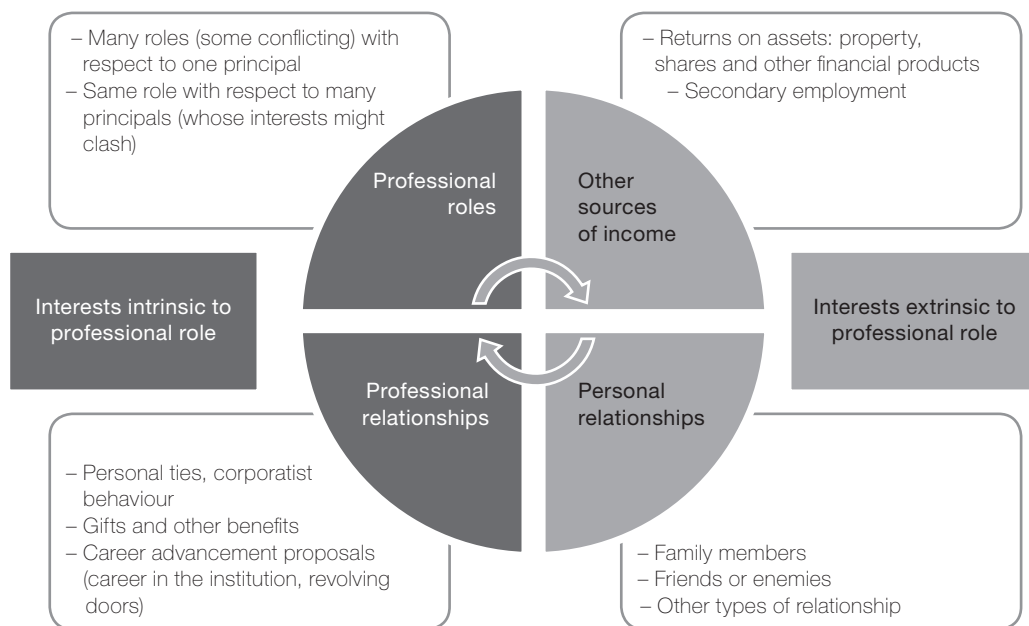 – Many roles (some conflicting) with
respect to one principal
– Same role with respect to many
principals (whose interests might
clash)
– Returns on assets: property,
shares and other financial products
– Secondary employment
Professional
roles
Other
sources
of income
Interests intrinsic to
professional role
Interests extrinsic to
professional role
Professional
relationships
Personal
relationships
– Personal ties, corporatist
behaviour
– Gifts and other benefits
– Career advancement proposals
(career in the institution, revolving
doors)
– Family members
– Friends or enemies
– Other types of relationship